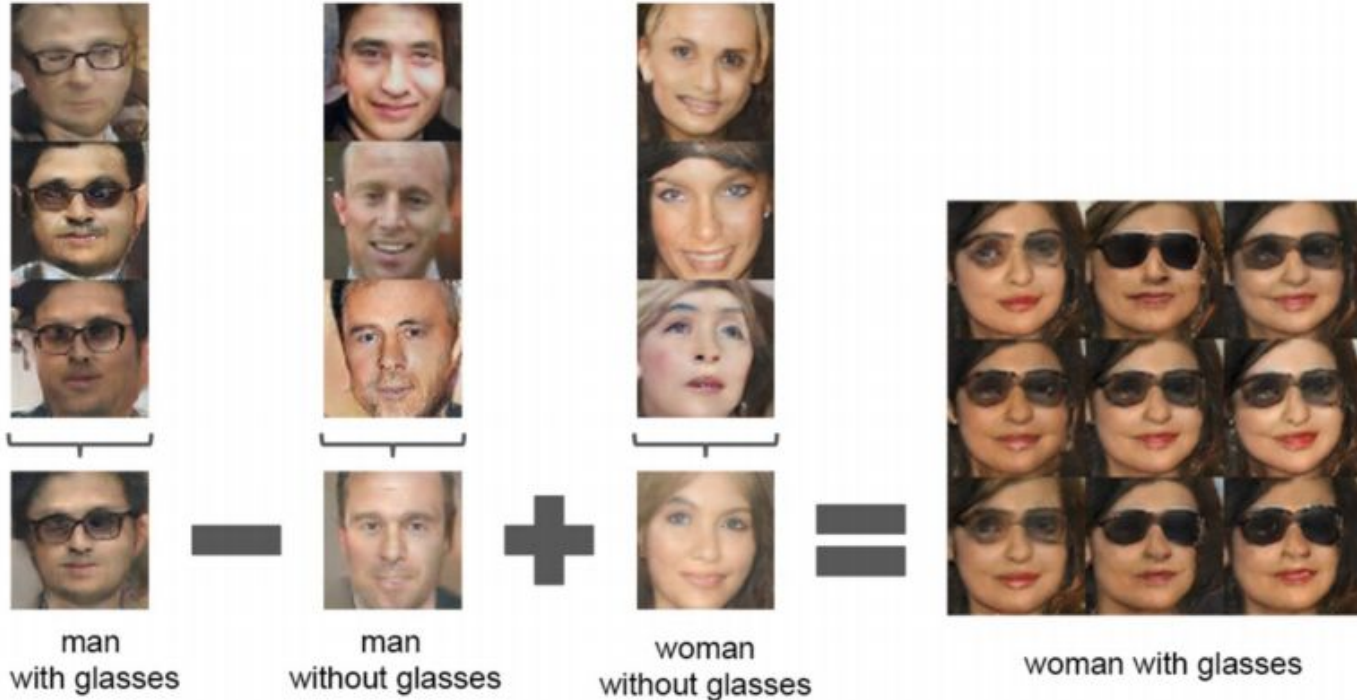 man
with glasses
man
without glasses
woman
without glasses
woman with glasses